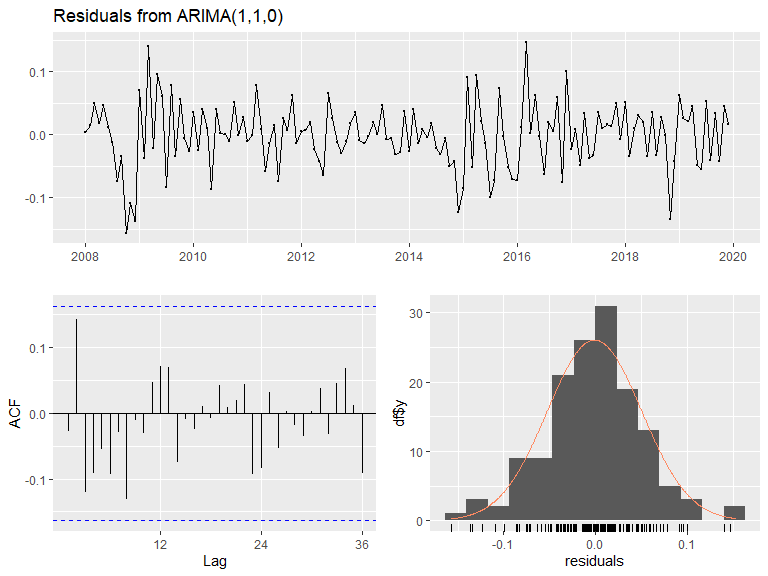 Residuals from ARIMA(1,1,0)
0.1
0.0
-0.1
2008 2010 2012 2014 2016 2018 2020
ACF
0.1
0.0
-0.1
12 24 36
Lag
df$y
30
20
10
0
-0.1 0.0 0.1
residuals